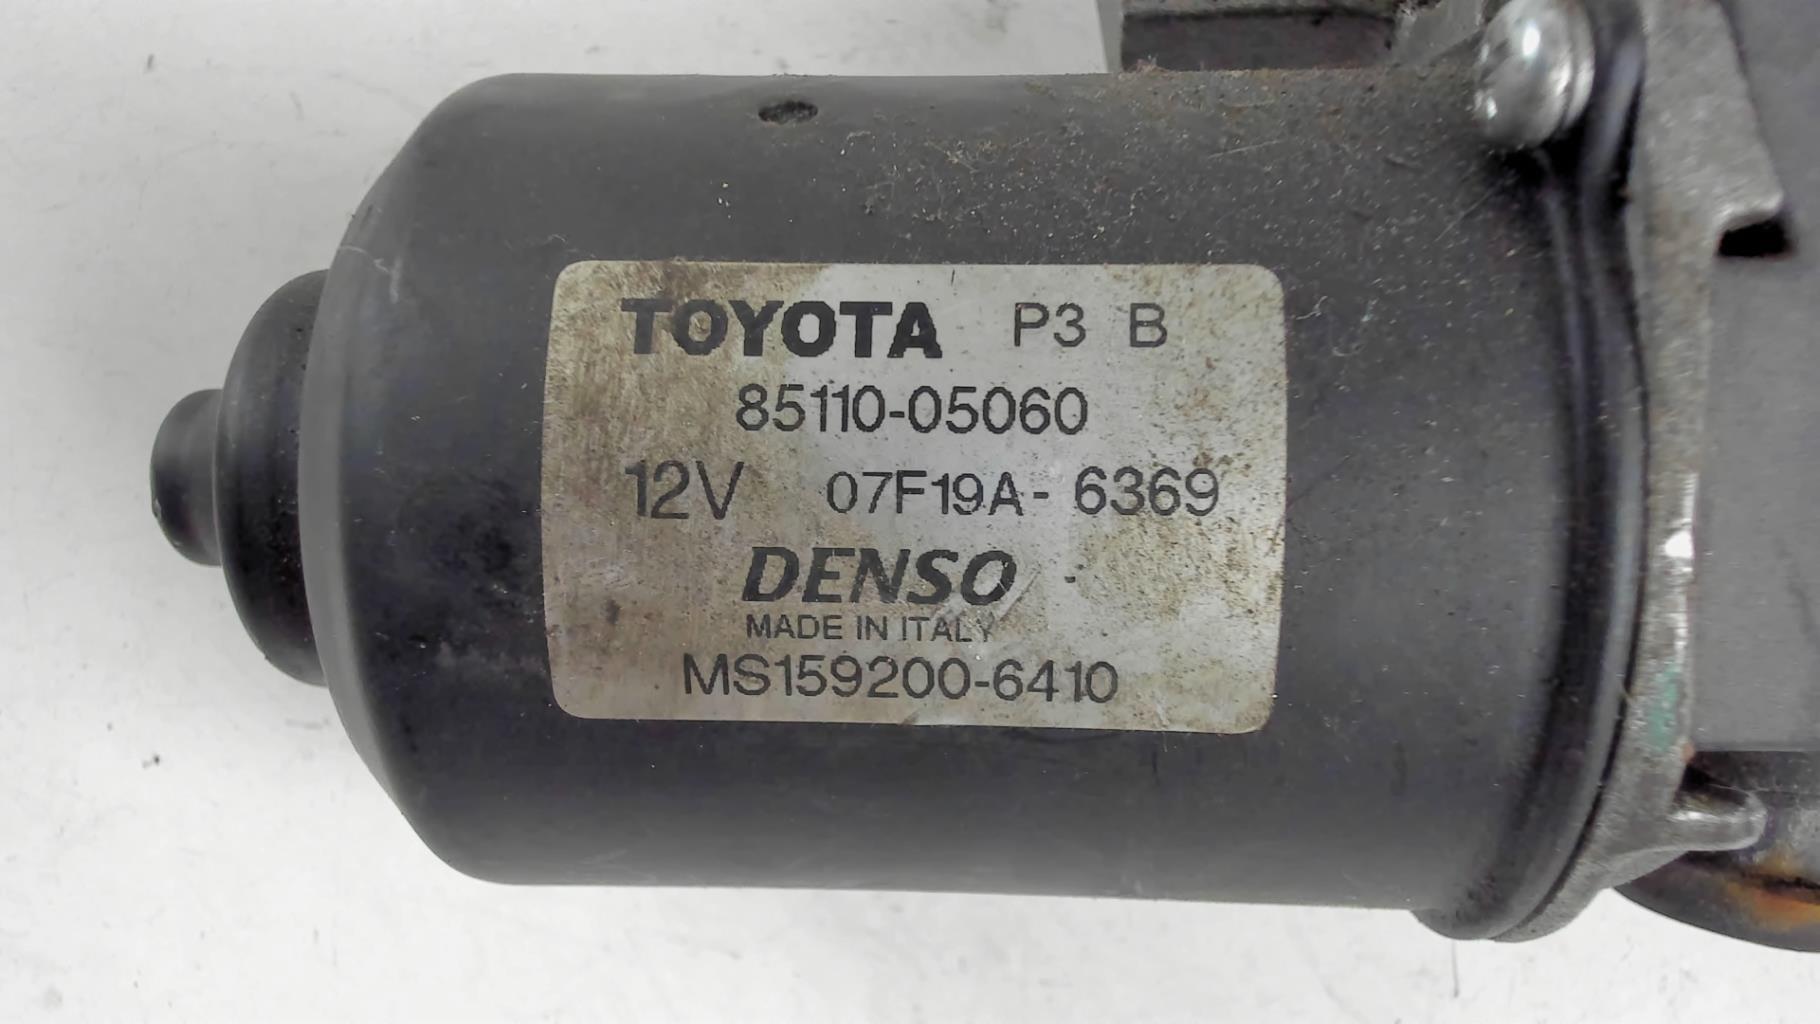 TOYOTA P3 B
85110-05060
12V 07F19A- 6369
DENSO
MADE IN ITALY
MS159200-6410